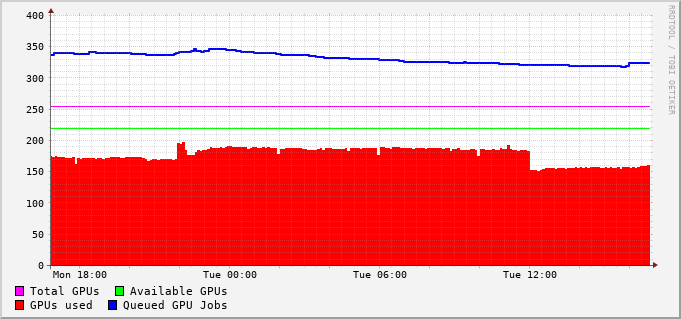 400
350
300
250
200
150
100
50
0
Mon 18:00 Tue 00:00 Tue 06:00 Tue 12:00
Total GPUs Available GPUs
GPUs used Queued GPU Jobs
RRDTOOL / TOBI OETIKER